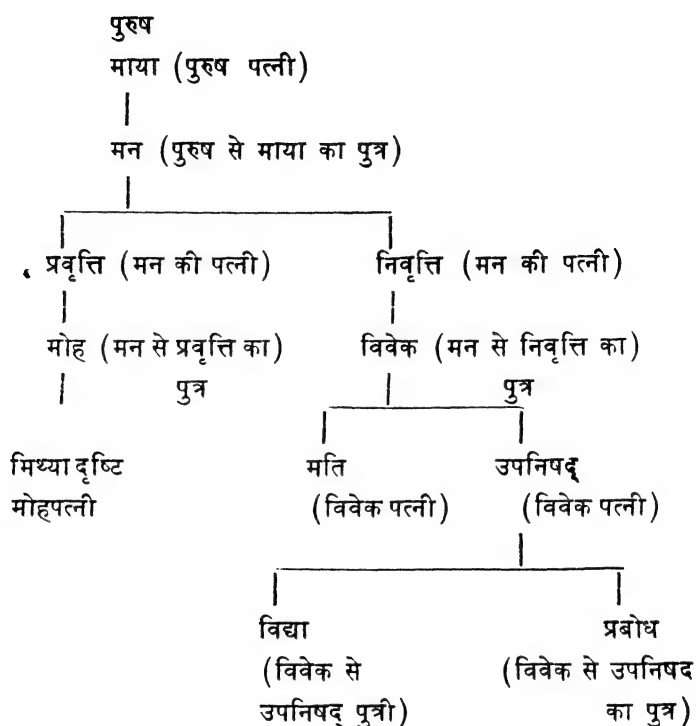 पुरुष
माया (पुरुष पत्नी)
मन (पुरुष से माया का पुत्र)
प्रवृत्ति (मन की पत्नी) निवृत्ति (मन की पत्नी)
मोह (मन से प्रवृत्ति का) विवेक (मन से निवृत्ति का)
पुत्र पुत्र
मिथ्या दृष्टि मति उपनिषद्
मोहपत्नी (विवेक पत्नी) (विवेक पत्नी)
विद्या प्रबोध
(विवेक से (विवेक से उपनिषद
उपनिषद् पुत्री) का पुत्र)